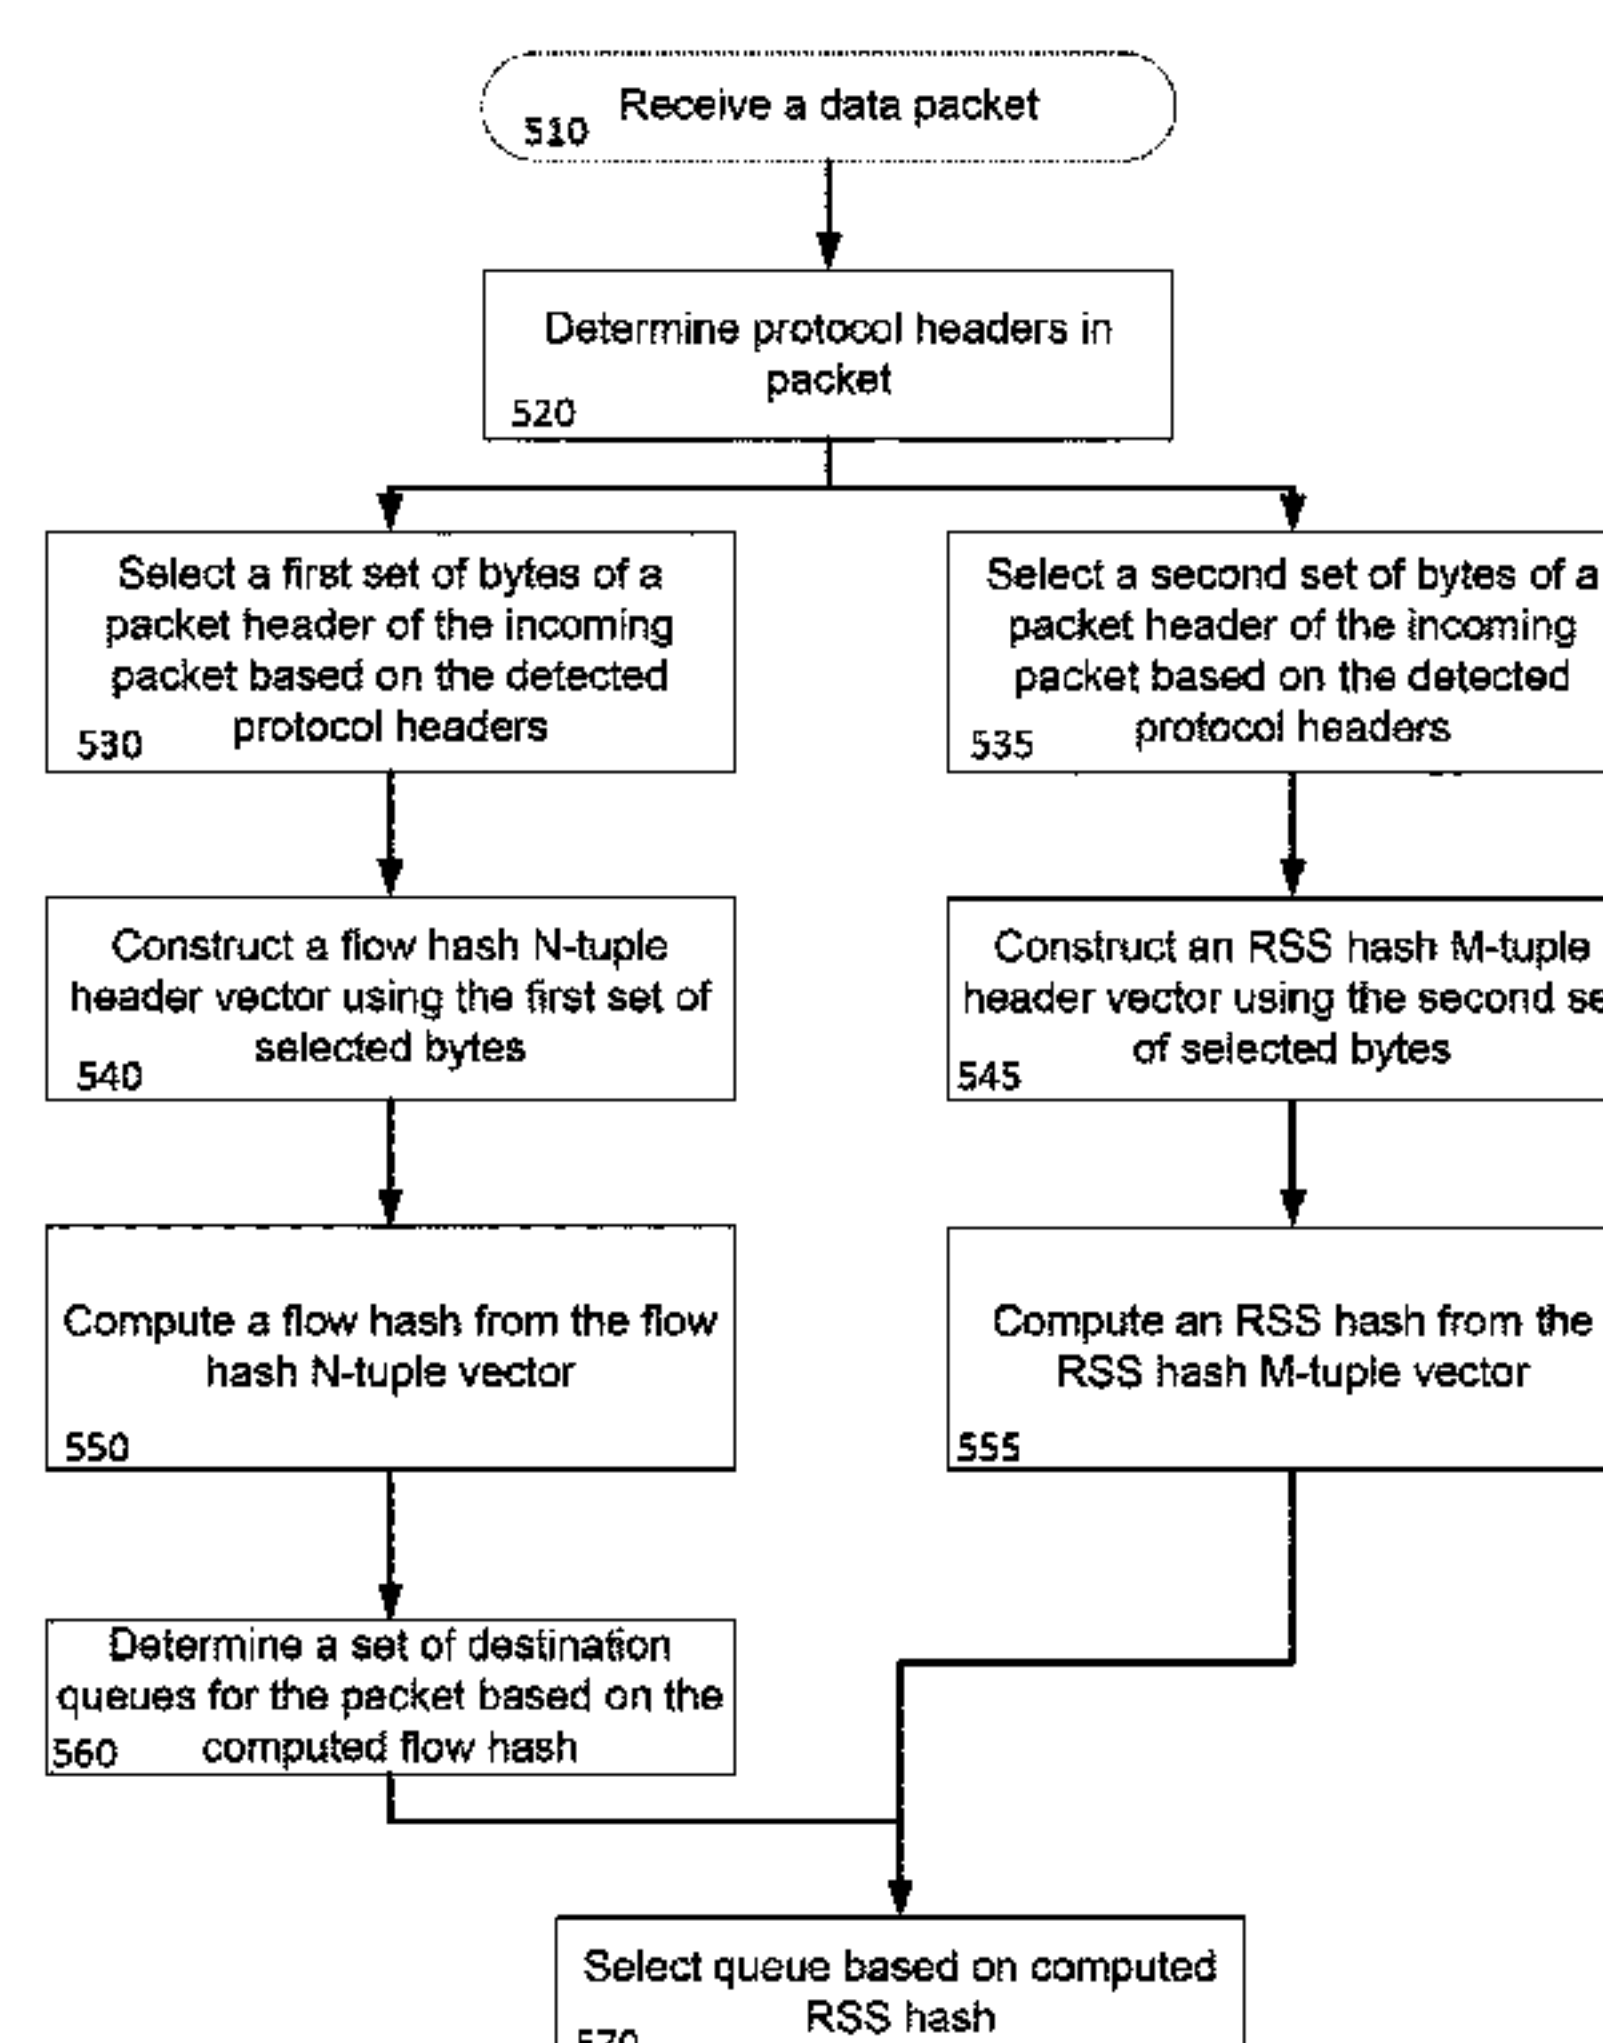 Receive a data packet
510
Determine protocol headers in
packet
520
Select a first set of bytes of a
packet header of the incoming
packet based on the detected
protocol headers
530
Select a second set of bytes of a
packet header of the incoming
packet based on the detected
protocol headers
535
Construct a flow hash N-tuple
header vector using the first set of
selected bytes
540
Construct an RSS hash M-tuple
header vector using the second se
of selected bytes
545
Compute a flow hash from the flow
hash N-tuple vector
550
Compute an RSS hash from the
RSS hash M-tuple vector
555
Determine a set of destination
queues for the packet based on the
computed flow hash
560
Select queue based on computed
RSS hash
570